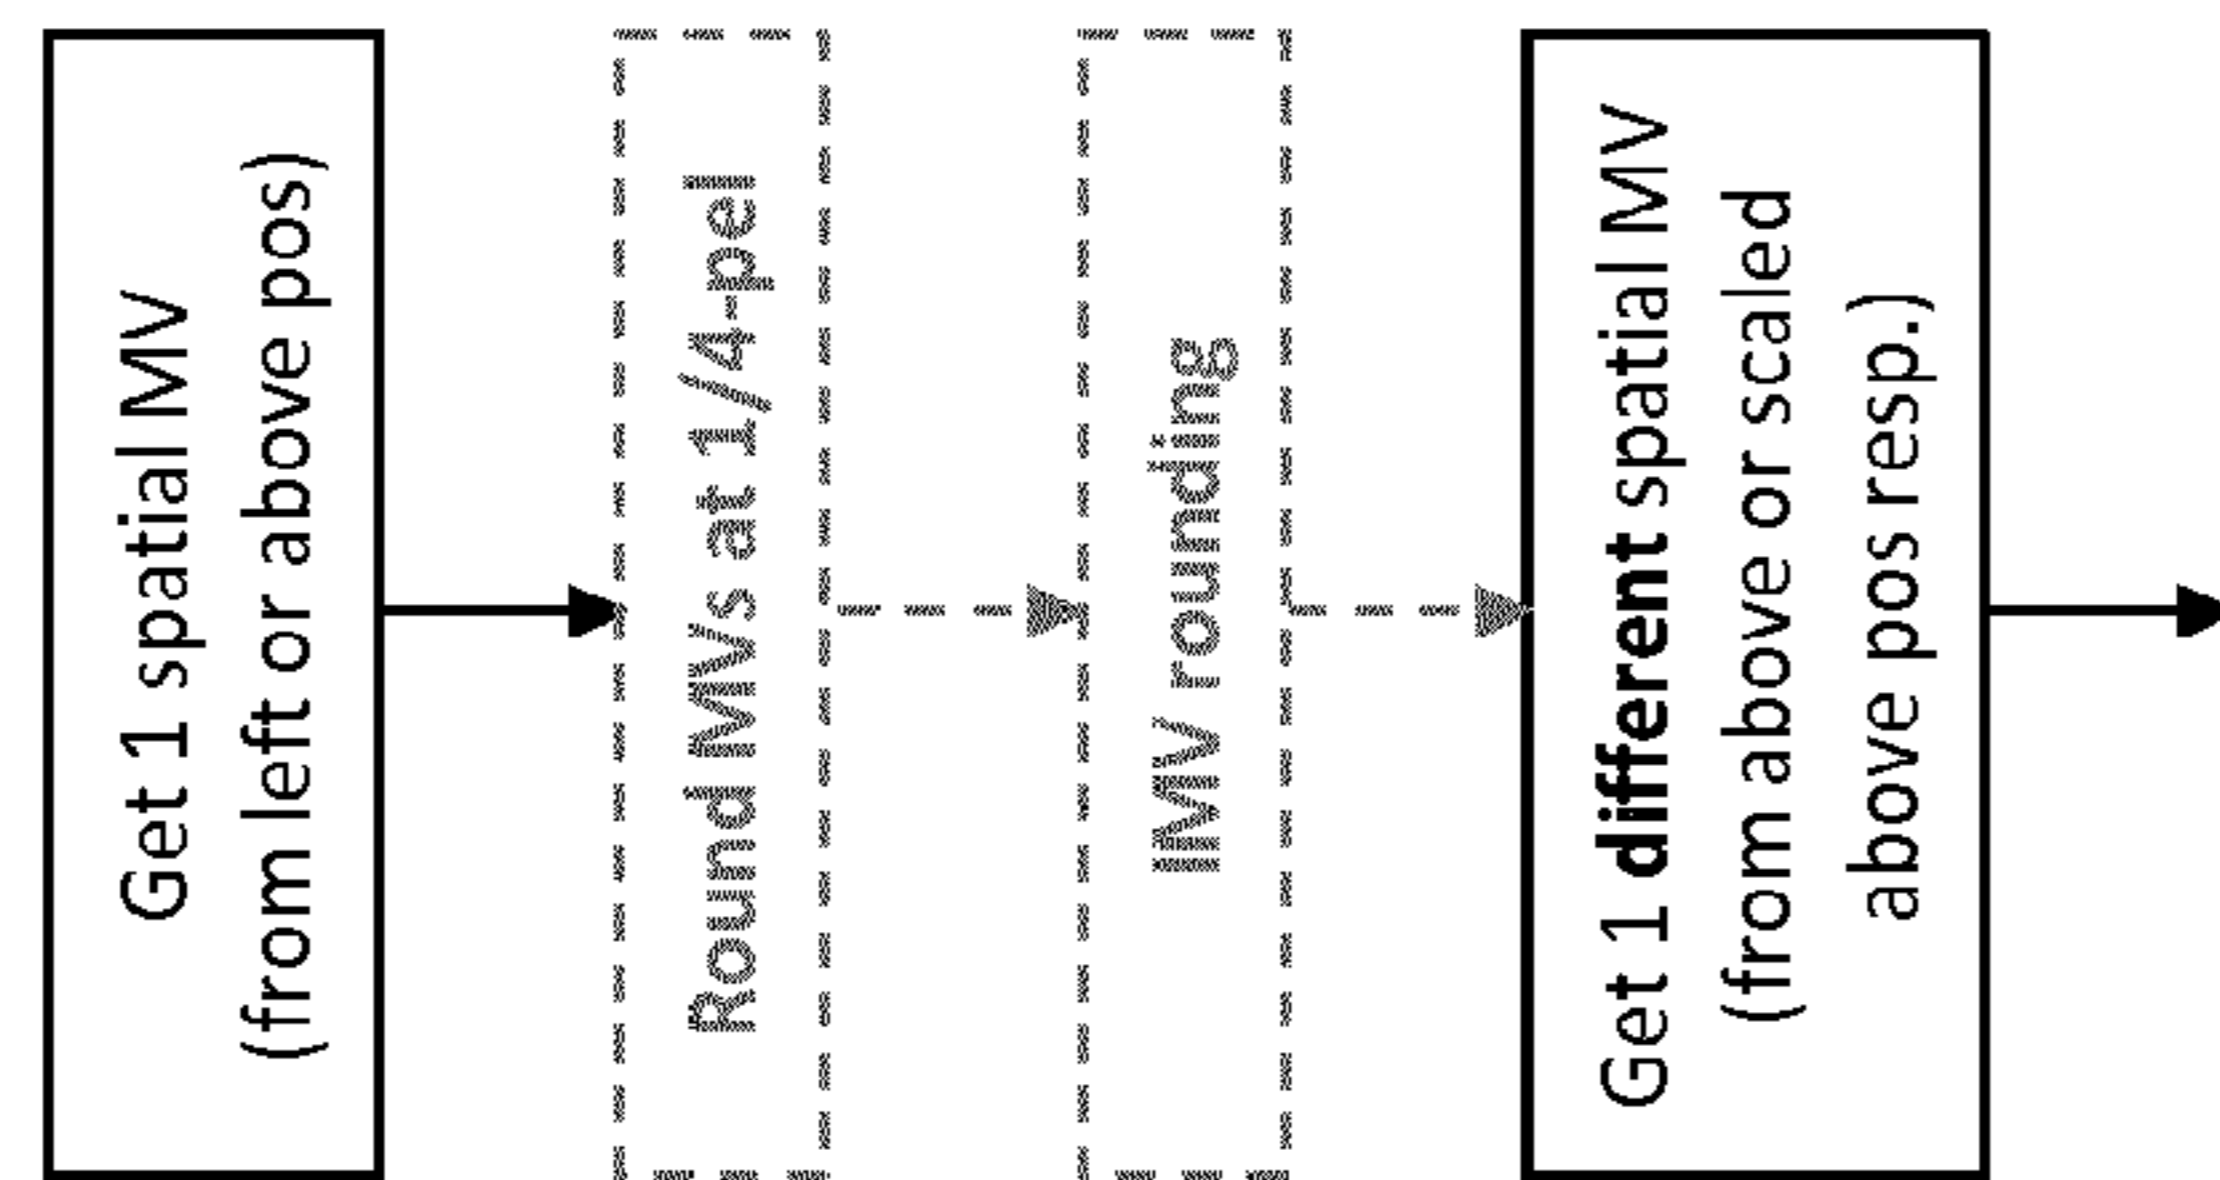 Get 1 spatial MV
(from left or above pos)
Round MVs at 1/4-pel
IMV rounding
Get 1 different spatial MV
(from above or scaled
above pos resp.)